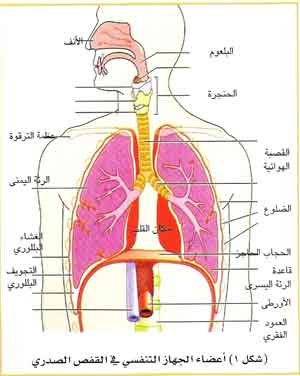 الأنف
البلعوم
الحنجرة
عظمة الترقوة
القصبة
الهوائية
الرئة اليمنى
الضلوع
مكان القلب
الغشاء
البللوري
الحجاب الحاجز
التجويف
البللوري
قاعدة
الرئة اليسرى
الأورطى
العمود
الفقري
(شكل ١) أعضاء الجهاز التنفسي في القفص الصدري